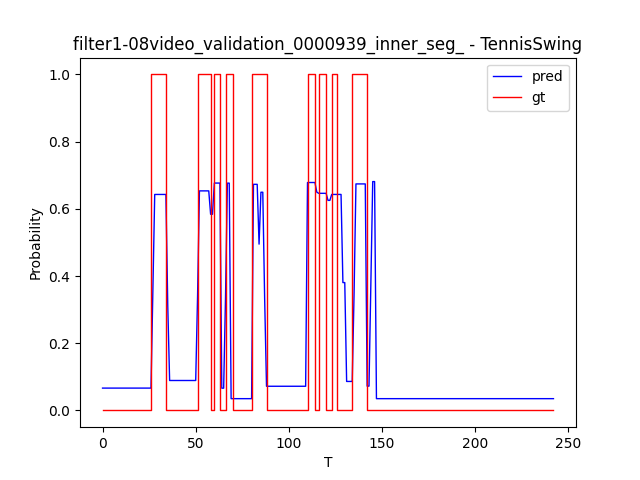 filter1-08video_validation_0000939_inner_seg_ - TennisSwing
pred
gt
1.0
0.8
0.6
0.4
0.2
0.0
Probability
0
50
100
150
200
250
T